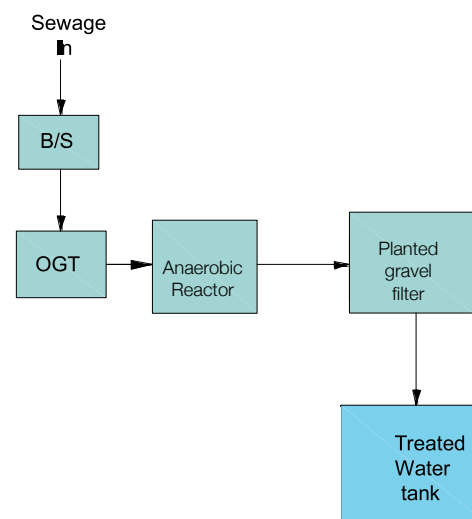 Sewage
In
B/S
OGT
Anaerobic
Reactor
Planted
gravel
filter
Treated
Water
tank